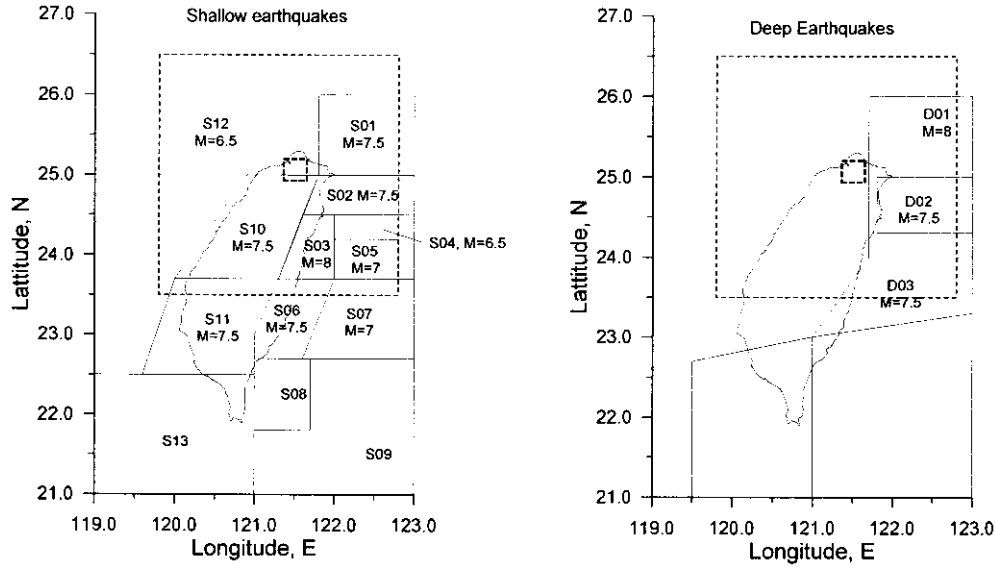 Shallow earthquakes
27.0
26.0
25.0
24.0
23.0
22.0
21.0
Lattitude, N
S12
M=6.5
S01
M=7.5
S02 M=7.5
S10
M=7.5
S03
M=8
S04, M=6.5
S05
M=7
S11
M=7.5
S06
M=7.5
S07
M=7
S08
S13
S09
119.0 120.0 121.0 122.0 123.0
Longitude, E
Deep Earthquakes
27.0
26.0
25.0
24.0
23.0
22.0
21.0
Lattitude, N
D01
M=8
D02
M=7.5
D03
M=7.5
119.0 120.0 121.0 122.0 123.0
Longitude, E